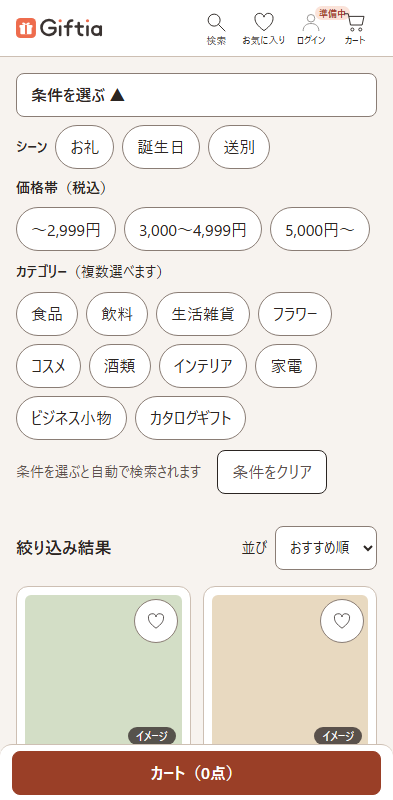 Giftia
準備中
検索 お気に入り ログイン カート
条件を選ぶ ▲
シーン お礼 誕生日 送別
価格帯（税込）
〜2,999円 3,000〜4,999円 5,000円〜
カテゴリー（複数選べます）
食品 飲料 生活雑貨 フラワー
コスメ 酒類 インテリア 家電
ビジネス小物 カタログギフト
条件を選ぶと自動で検索されます 条件をクリア
絞り込み結果 並び おすすめ順
イメージ イメージ
カート（0点）